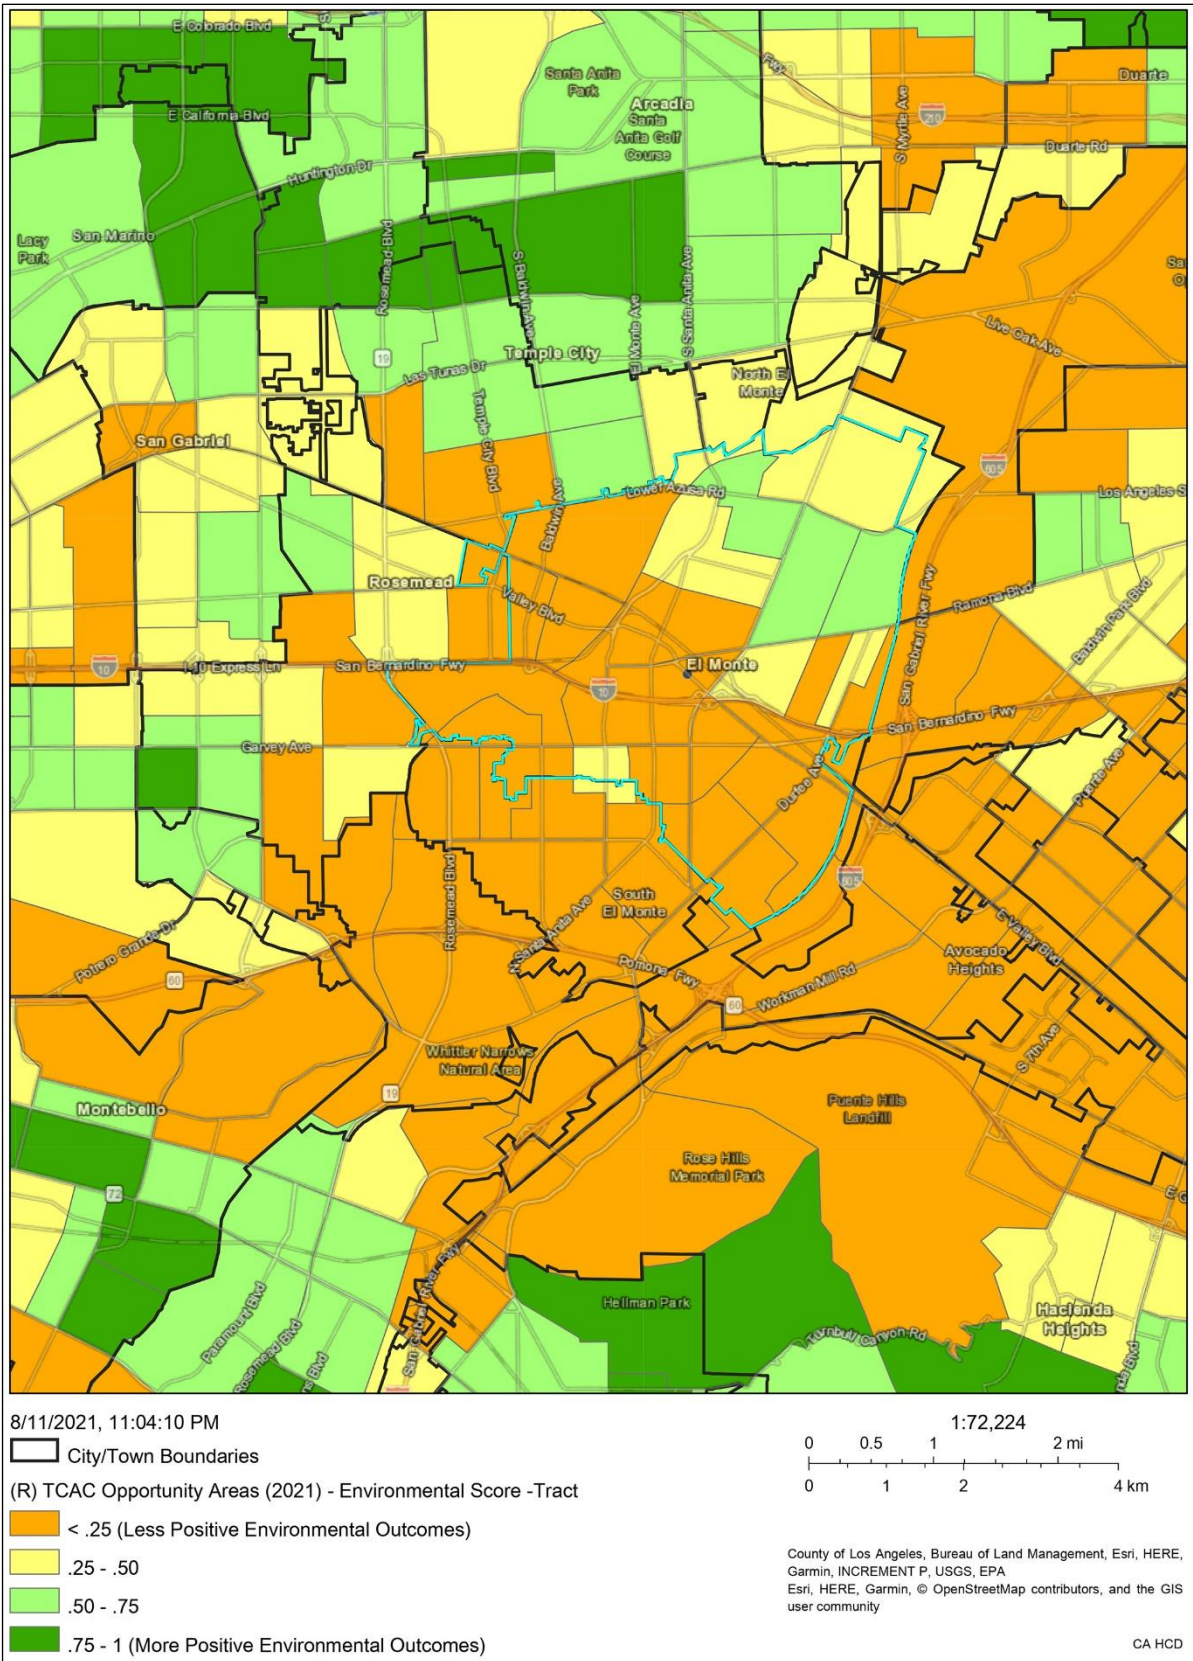 E Colorado Blvd
Fwy
Santa Anita
Park
Duarte
Arcadia
Santa
Anita Golf
Course
S Myrtle Ave
210
E California Blvd
Duarte Rd
Huntington Dr
Lacy
Park
San Marino
Rosemead Blvd
S Baldwin Ave
S Santa Anita Ave
El Monte Ave
Live Oak Ave
19
Las Tunas Dr
Temple City
North El
Monte
Temple City Blvd
San Gabriel
605
Lower Azusa Rd
Los Angeles S
Baldwin Ave
Rosemead
Valley Blvd
San Gabriel River Fwy
Ramona Blvd
Baldwin Park Blvd
10
I-10 Express Ln
San Bernardino Fwy
El Monte
10
San Bernardino Fwy
Garvey Ave
Durfee Ave
Puente Ave
605
Rosemead Blvd
South
El Monte
N Santa Anita Ave
E Valley Blvd
Potrero Grande Dr
60
Pomona Fwy
Avocado
Heights
Workman Mill Rd
60
S 7th Ave
Whittier Narrows
Natural Area
19
Montebello
Puente Hills
Landfill
Rose Hills
Memorial Park
72
San Gabriel River Fwy
Hellman Park
Paramount Blvd
Rosemead Blvd
Turnbull Canyon Rd
Hacienda
Heights
8/11/2021, 11:04:10 PM
1:72,224
City/Town Boundaries
0 0.5 1 2 mi
0 1 2 4 km
(R) TCAC Opportunity Areas (2021) - Environmental Score -Tract
< .25 (Less Positive Environmental Outcomes)
.25 - .50
.50 - .75
.75 - 1 (More Positive Environmental Outcomes)
County of Los Angeles, Bureau of Land Management, Esri, HERE,
Garmin, INCREMENT P, USGS, EPA
Esri, HERE, Garmin, © OpenStreetMap contributors, and the GIS
user community
CA HCD